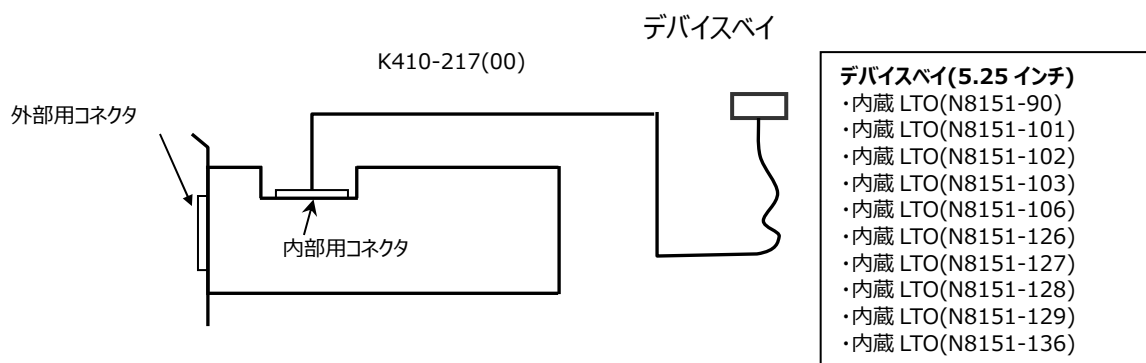 デバイスベイ
K410-217(00)
外部用コネクタ
内部用コネクタ
デバイスベイ(5.25 インチ)
・内蔵 LTO(N8151-90)
・内蔵 LTO(N8151-101)
・内蔵 LTO(N8151-102)
・内蔵 LTO(N8151-103)
・内蔵 LTO(N8151-106)
・内蔵 LTO(N8151-126)
・内蔵 LTO(N8151-127)
・内蔵 LTO(N8151-128)
・内蔵 LTO(N8151-129)
・内蔵 LTO(N8151-136)